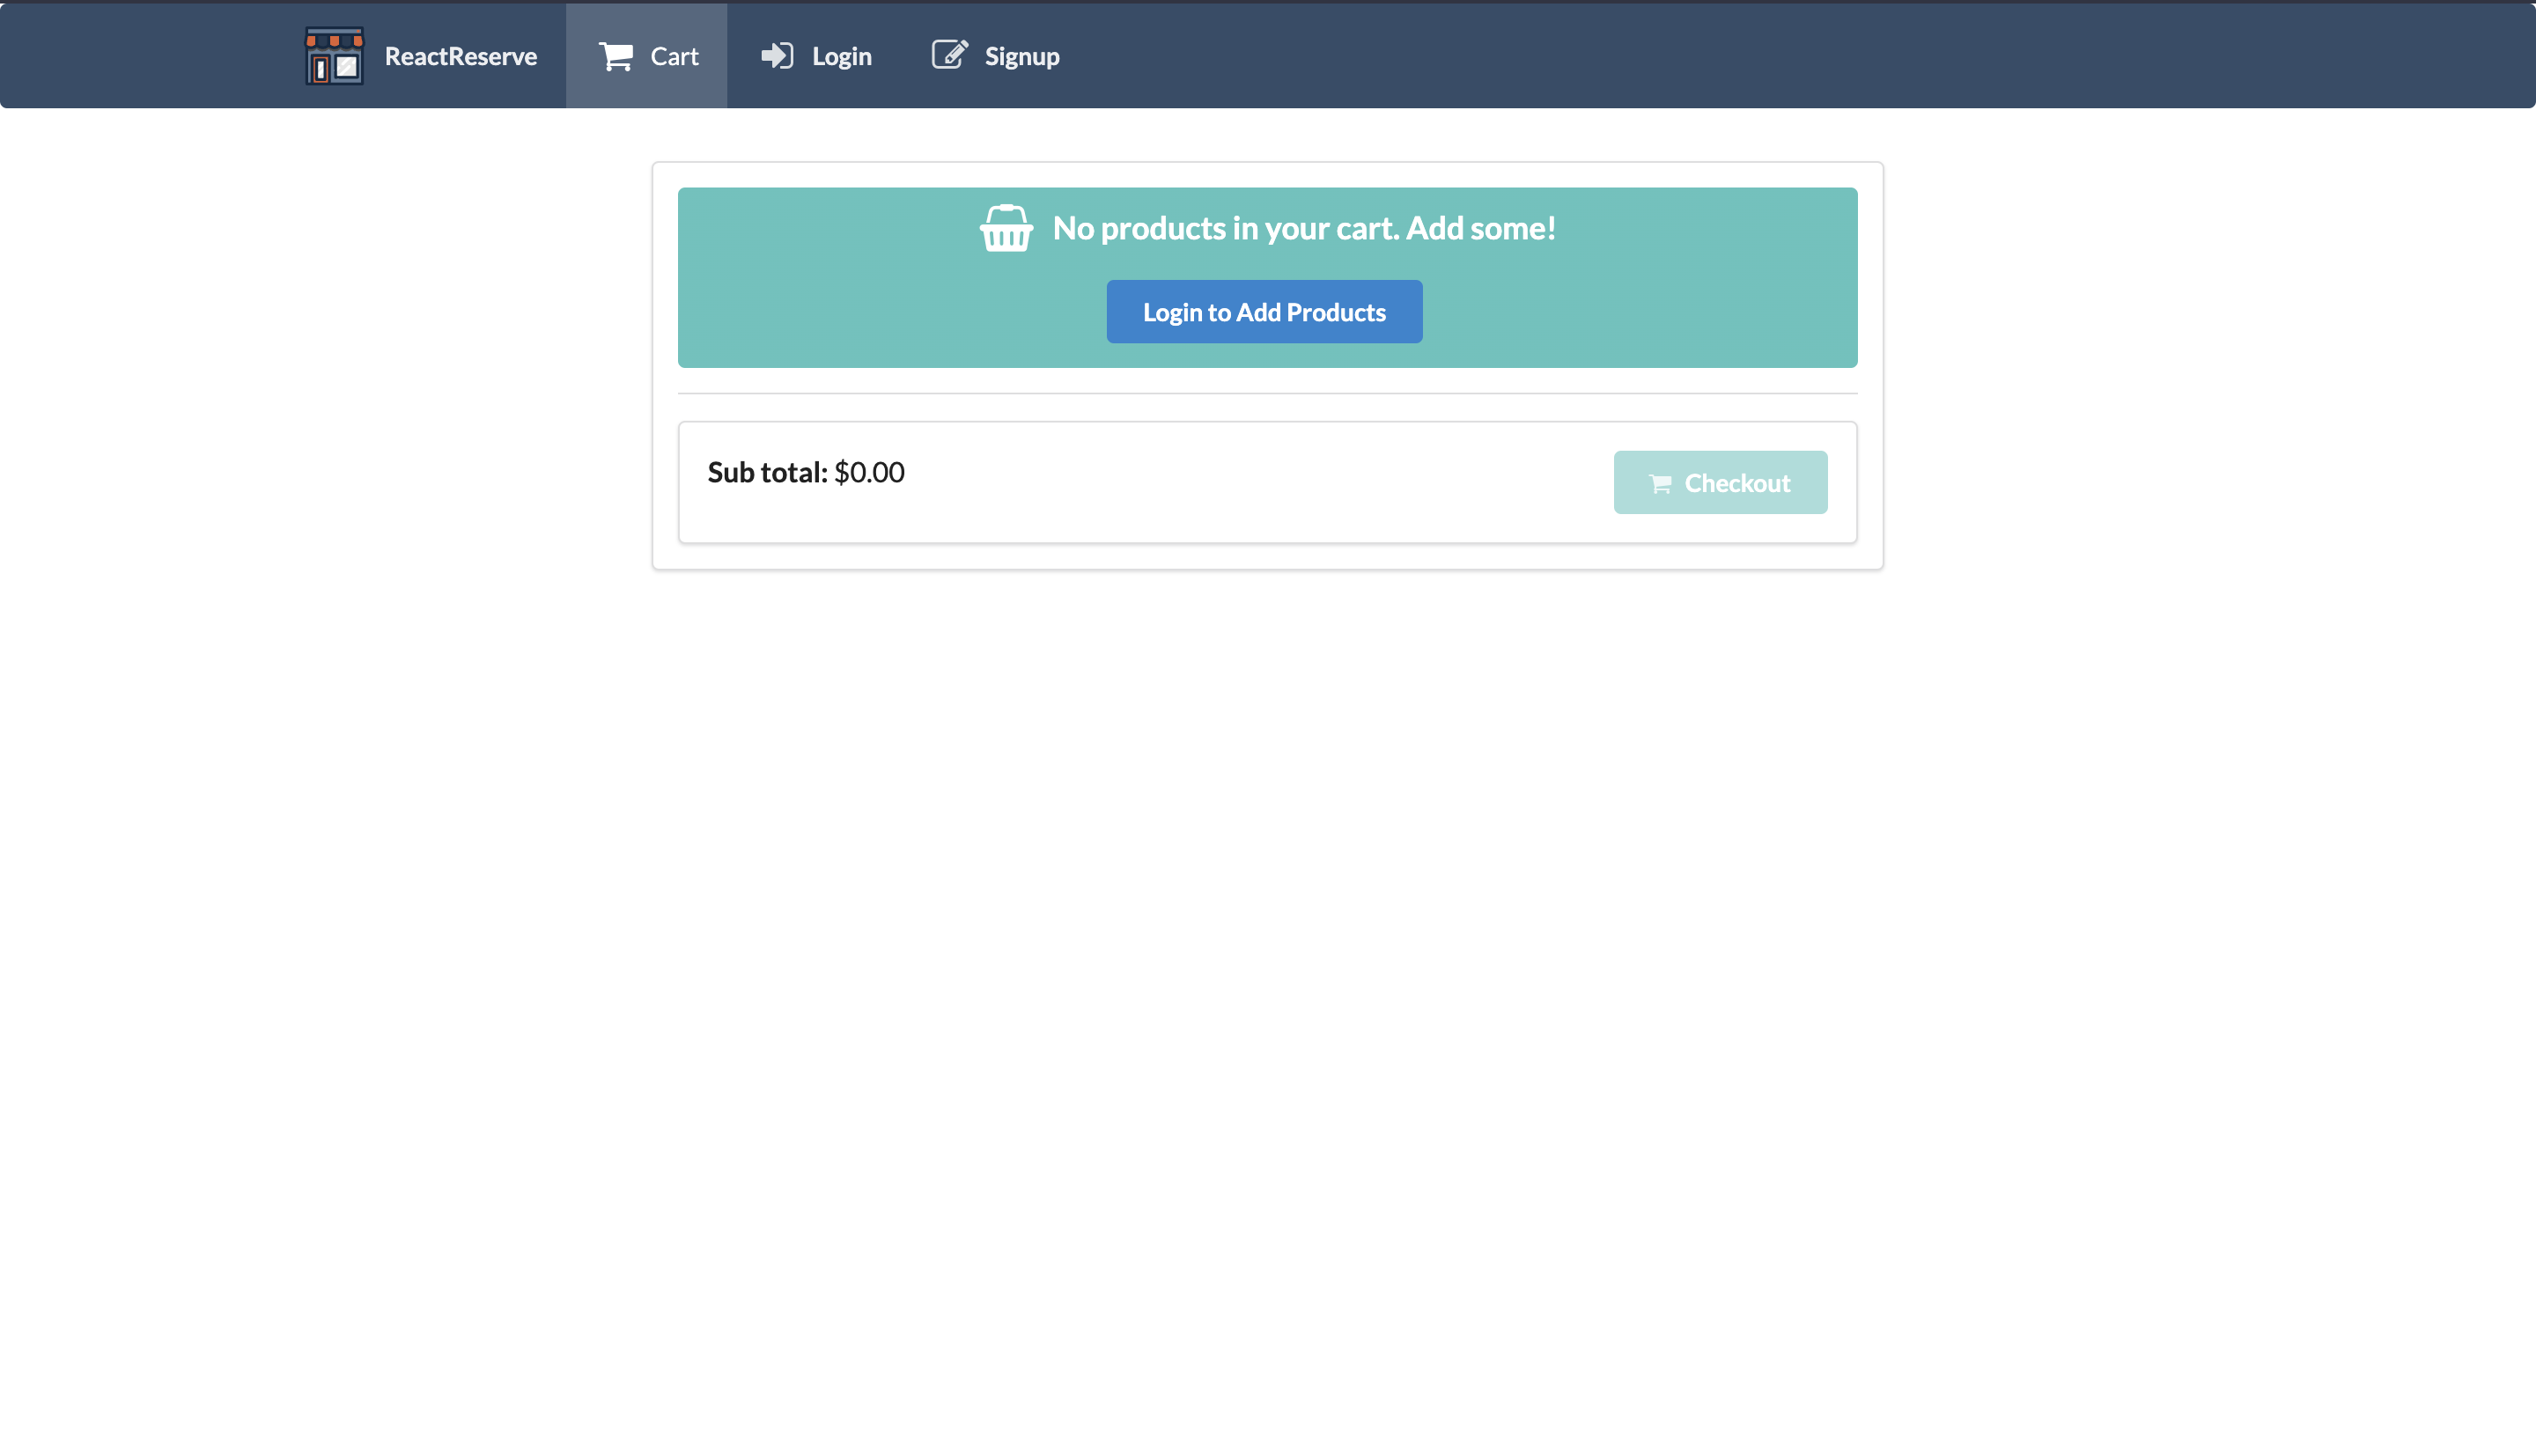 ReactReserve Cart Login Signup
No products in your cart. Add some!
Login to Add Products
Sub total: $0.00
Checkout